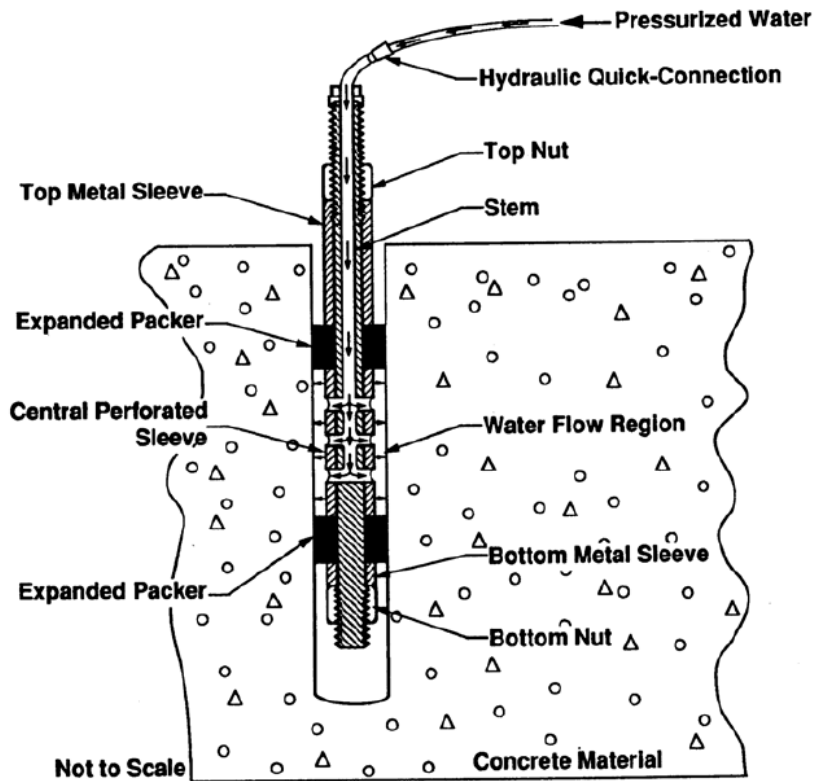 Pressurized Water
Hydraulic Quick-Connection
Top Nut
Top Metal Sleeve
Stem
Expanded Packer
Central Perforated
Sleeve
Water Flow Region
Bottom Metal Sleeve
Expanded Packer
Bottom Nut
Not to Scale
Concrete Material